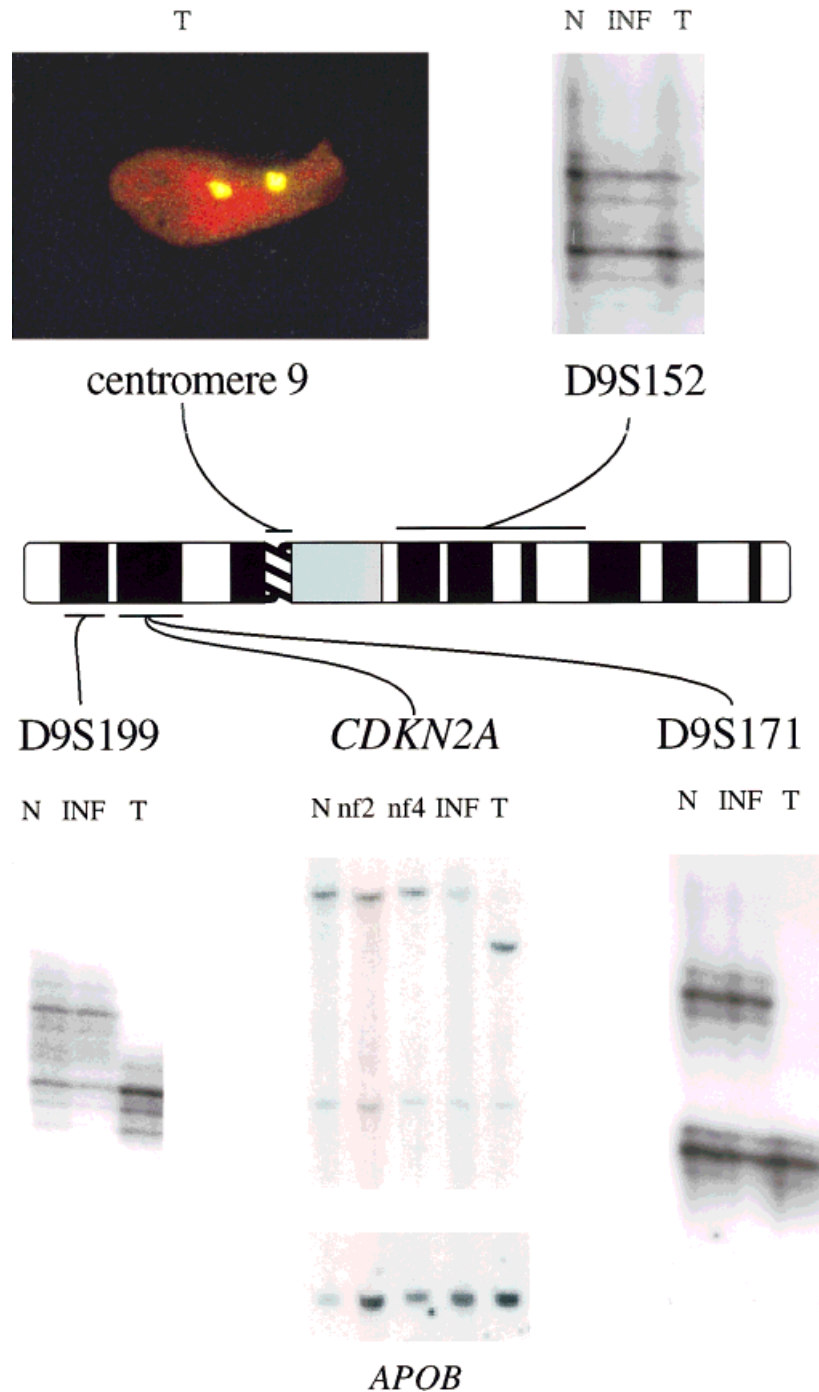 T
N INF T
centromere 9
D9S152
D9S199
CDKN2A
D9S171
N INF T
N nf2 nf4 INF T
N INF T
APOB